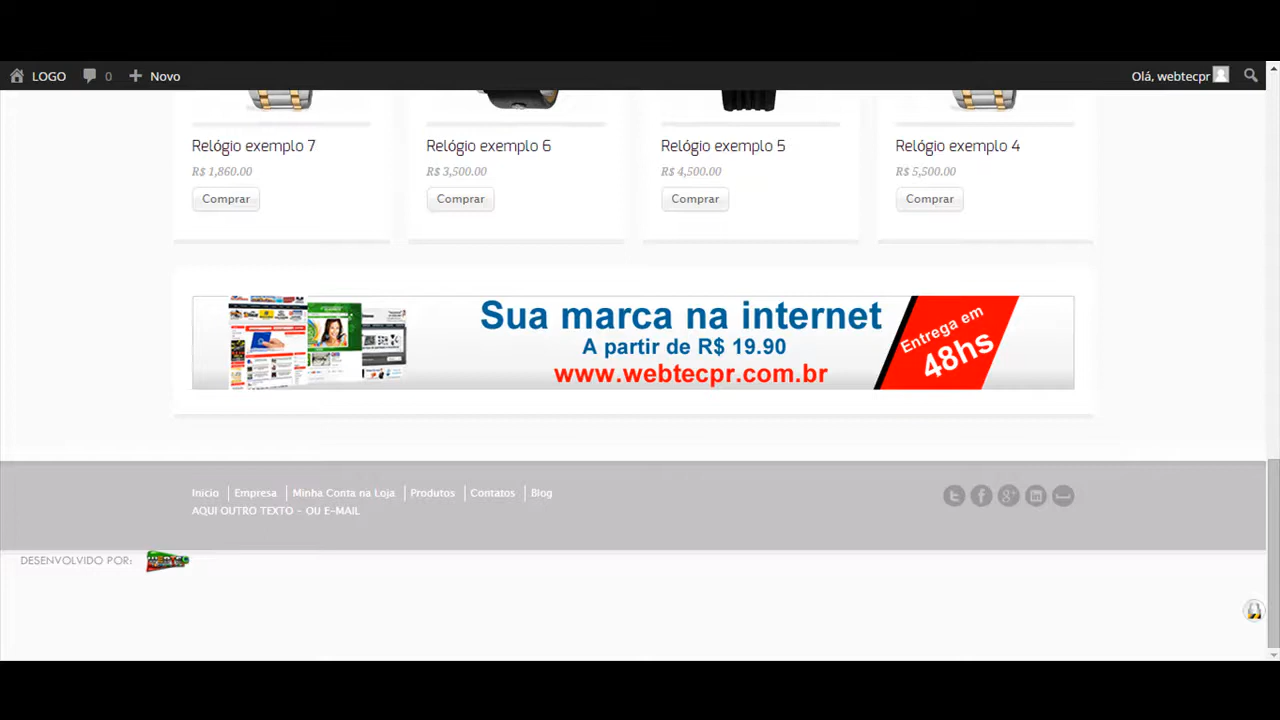 LOGO 0 Novo Olá, webtecpr
Relógio exemplo 7 Relógio exemplo 6 Relógio exemplo 5 Relógio exemplo 4
R$ 1,860.00 R$ 3,500.00 R$ 4,500.00 R$ 5,500.00
Comprar Comprar Comprar Comprar
Sua marca na internet
A partir de R$ 19.90
www.webtecpr.com.br
Entrega em
48hs
Inicio Empresa Minha Conta na Loja Produtos Contatos Blog
AQUI OUTRO TEXTO - OU E-MAIL
DESENVOLVIDO POR: